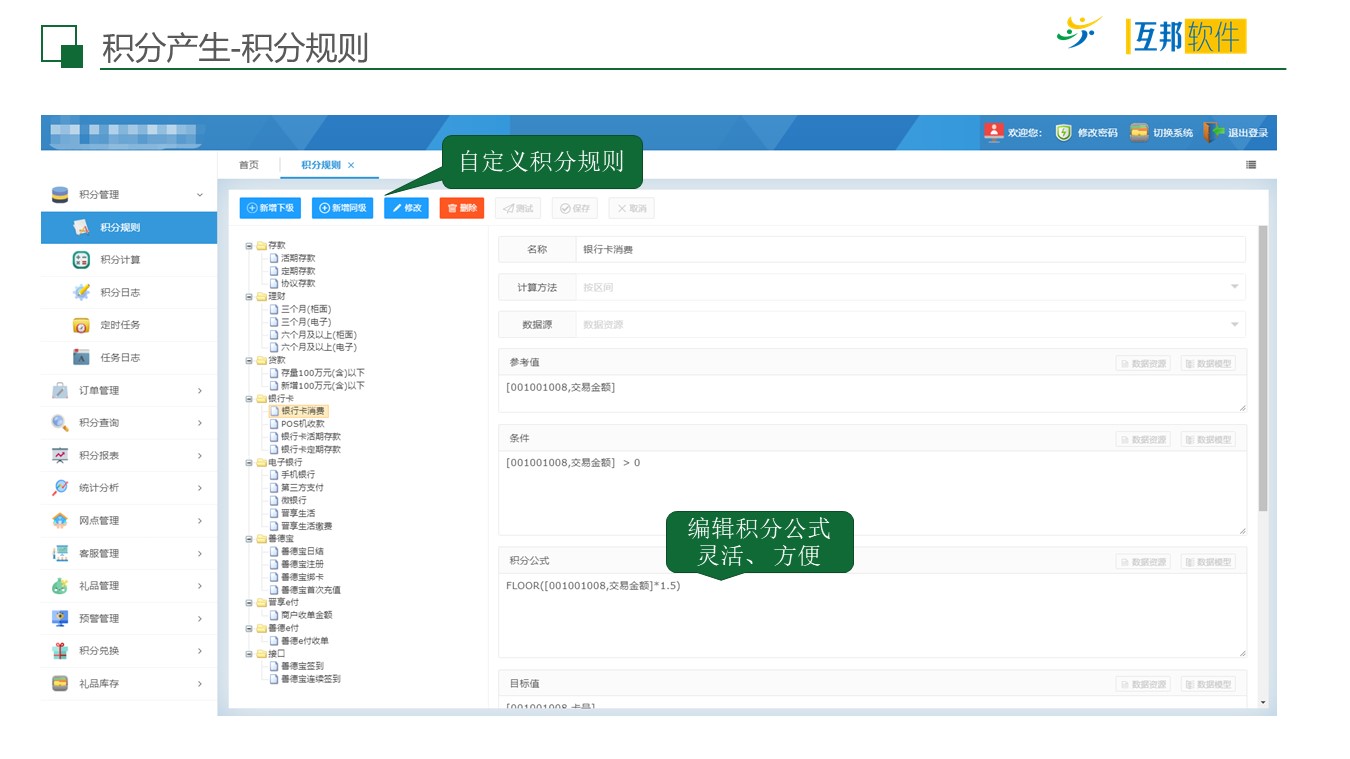 积分产生-积分规则
互邦软件
欢迎您:
修改密码
切换系统
退出登录
首页
积分规则 ×
自定义积分规则
积分管理
积分规则
积分计算
积分日志
定时任务
任务日志
订单管理
积分查询
积分报表
统计分析
网点管理
客服管理
礼品管理
预警管理
积分兑换
礼品库存
新增下级
新增同级
修改
删除
测试
保存
取消
存款
活期存款
定期存款
协议存款
理财
三个月(柜面)
三个月(电子)
六个月及以上(柜面)
六个月及以上(电子)
贷款
存量100万元(含)以下
新增100万元(含)以下
银行卡
银行卡消费
POS机收款
银行卡活期存款
银行卡定期存款
电子银行
手机银行
第三方支付
微银行
晋享生活
晋享生活缴费
善德宝
善德宝日结
善德宝注册
善德宝绑卡
善德宝首次充值
晋享e付
商户收单金额
善德e付
善德e付收单
接口
善德宝签到
善德宝连续签到
名称 银行卡消费
计算方法 按区间
数据源 数据资源
参考值 数据资源 数据模型
[001001008,交易金额]
条件 数据资源 数据模型
[001001008,交易金额] > 0
编辑积分公式
灵活、方便
积分公式 数据资源 数据模型
FLOOR([001001008,交易金额]*1.5)
目标值 数据资源 数据模型
[001001008,卡号]